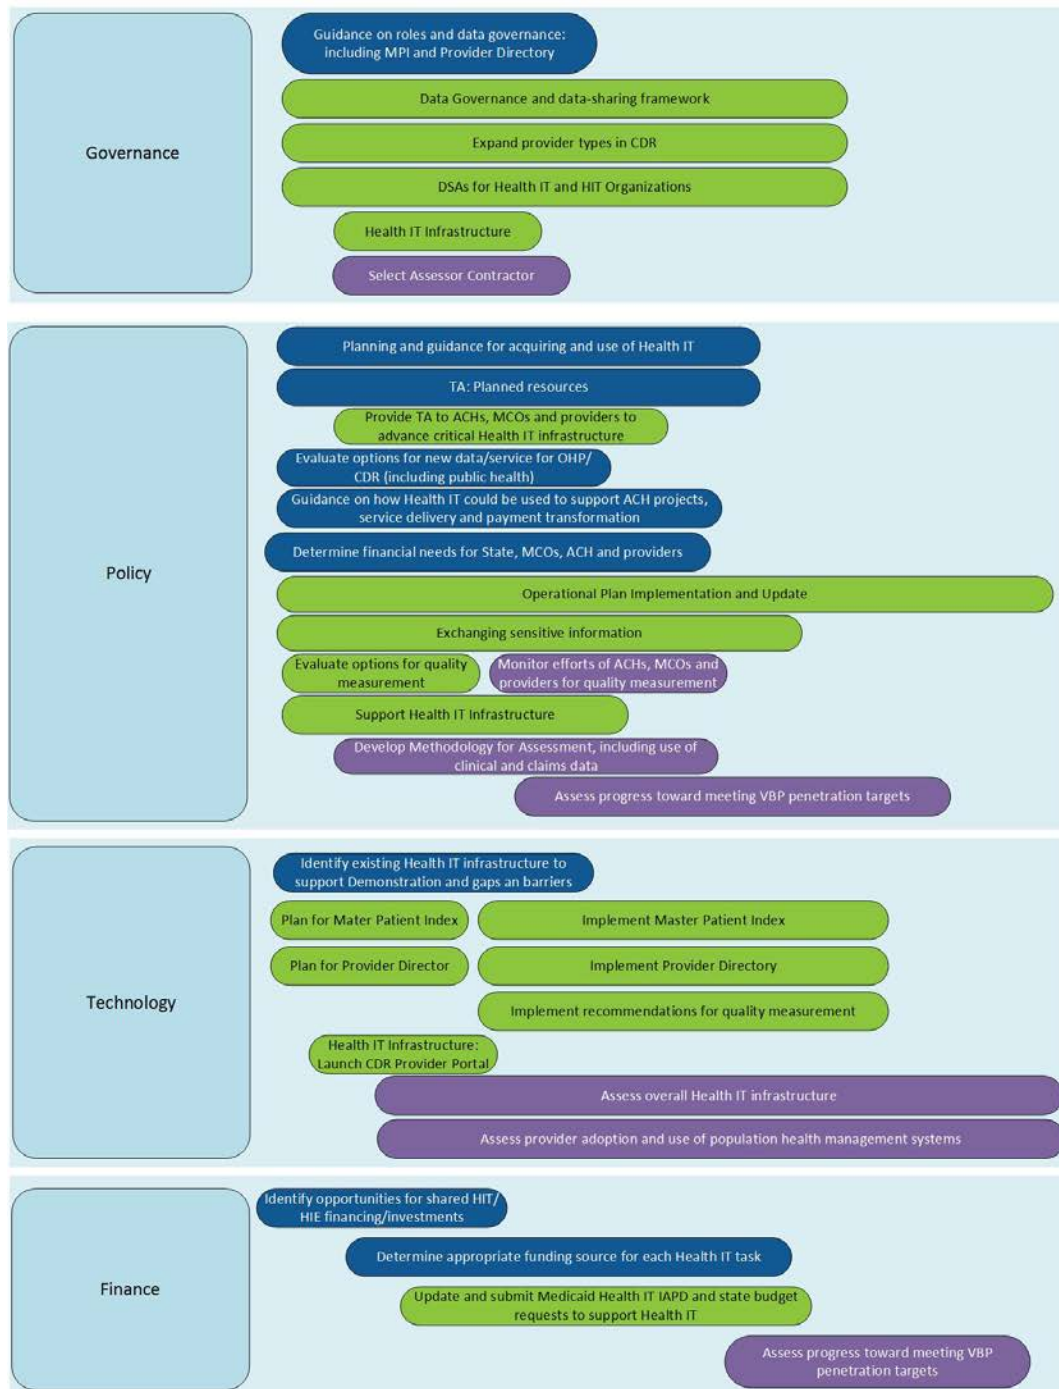 Governance
Guidance on roles and data governance:
including MPI and Provider Directory
Data Governance and data-sharing framework
Expand provider types in CDR
DSAs for Health IT and HIT Organizations
Health IT Infrastructure
Select Assessor Contractor
Policy
Planning and guidance for acquiring and use of Health IT
TA: Planned resources
Provide TA to ACHs, MCOs and providers to
advance critical Health IT infrastructure
Evaluate options for new data/service for OHP/
CDR (including public health)
Guidance on how Health IT could be used to support ACH projects,
service delivery and payment transformation
Determine financial needs for State, MCOs, ACH and providers
Operational Plan Implementation and Update
Exchanging sensitive information
Evaluate options for quality
measurement
Monitor efforts of ACHs, MCOs and
providers for quality measurement
Support Health IT Infrastructure
Develop Methodology for Assessment, including use of
clinical and claims data
Assess progress toward meeting VBP penetration targets
Technology
Identify existing Health IT infrastructure to
support Demonstration and gaps an barriers
Plan for Mater Patient Index
Implement Master Patient Index
Plan for Provider Director
Implement Provider Directory
Implement recommendations for quality measurement
Health IT Infrastructure:
Launch CDR Provider Portal
Assess overall Health IT infrastructure
Assess provider adoption and use of population health management systems
Finance
Identify opportunities for shared HIT/
HIE financing/investments
Determine appropriate funding source for each Health IT task
Update and submit Medicaid Health IT IAPD and state budget
requests to support Health IT
Assess progress toward meeting VBP
penetration targets